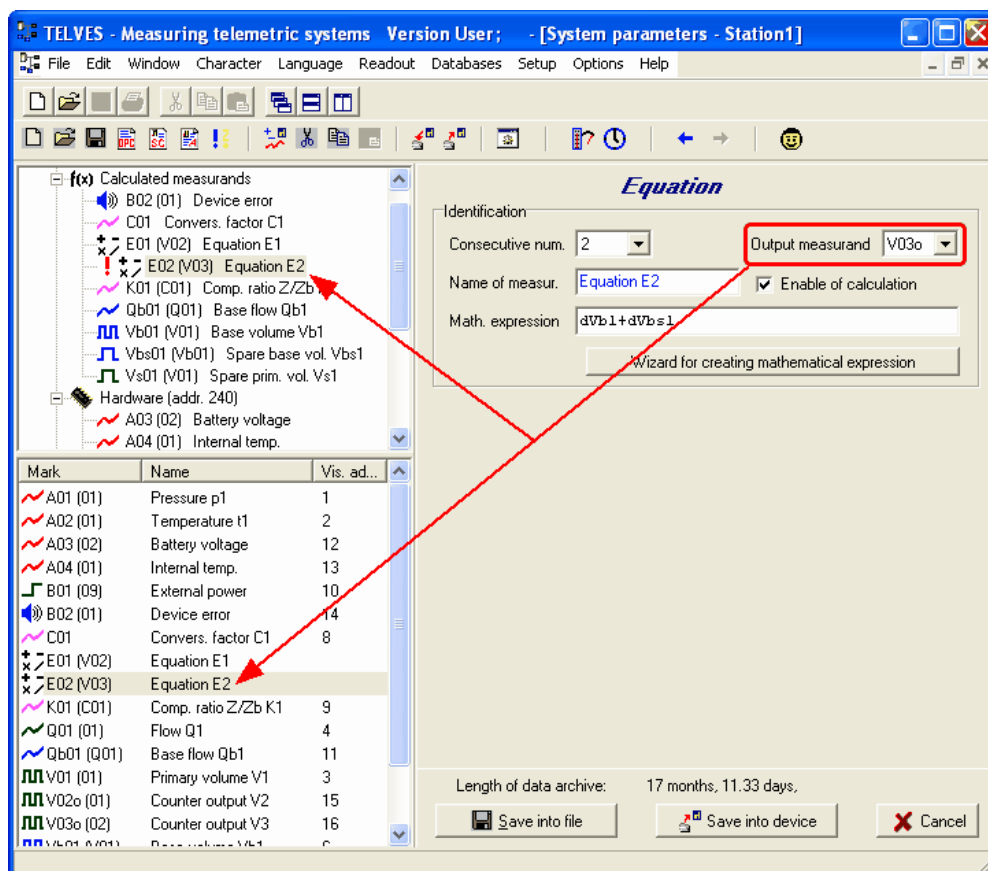 TELVES - Measuring telemetric systems Version User; - [System parameters - Station1]
File Edit Window Character Language Readout Databases Setup Options Help
f(x) Calculated measurands
B02 (01) Device error
C01 Convers. factor C1
E01 (V02) Equation E1
E02 (V03) Equation E2
K01 (C01) Comp. ratio Z/Zb
Qb01 (Q01) Base flow Qb1
Vb01 (V01) Base volume Vb1
Vbs01 (Vb01) Spare base vol. Vbs1
Vs01 (V01) Spare prim. vol. Vs1
Hardware (addr. 240)
A03 (02) Battery voltage
A04 (01) Internal temp.
Mark Name Vis. ad...
A01 (01) Pressure p1 1
A02 (01) Temperature t1 2
A03 (02) Battery voltage 12
A04 (01) Internal temp. 13
B01 (09) External power 10
B02 (01) Device error 14
C01 Convers. factor C1 8
E01 (V02) Equation E1
E02 (V03) Equation E2
K01 (C01) Comp. ratio Z/Zb K1 9
Q01 (01) Flow Q1 4
Qb01 (Q01) Base flow Qb1 11
V01 (01) Primary volume V1 3
V02o (01) Counter output V2 15
V03o (02) Counter output V3 16
Equation
Identification
Consecutive num. 2 Output measurand V03o
Name of measur. Equation E2 Enable of calculation
Math. expression dVb1+dVbs1
Wizard for creating mathematical expression
Length of data archive: 17 months, 11.33 days,
Save into file Save into device Cancel